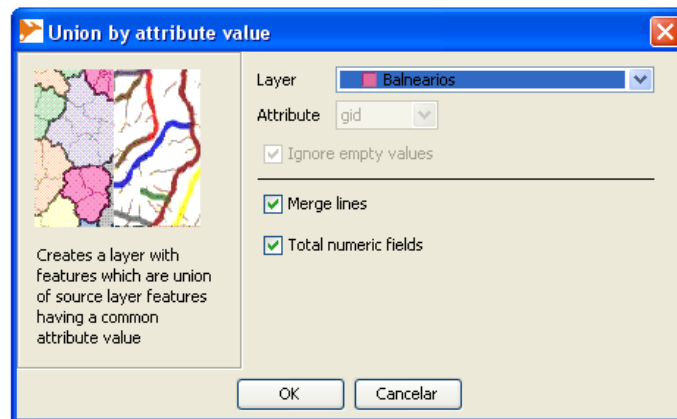 Union by attribute value
Layer
Balnearios
Attribute
gid
Ignore empty values
Merge lines
Total numeric fields
Creates a layer with
features which are union
of source layer features
having a common
attribute value
OK
Cancelar